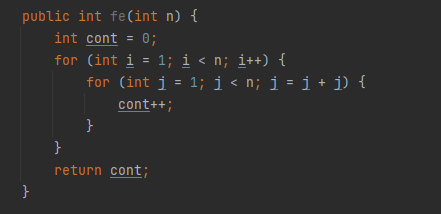 public int fe(int n) {
    int cont = 0;
    for (int i = 1; i < n; i++) {
        for (int j = 1; j < n; j = j + j) {
            cont++;
        }
    }
    return cont;
}